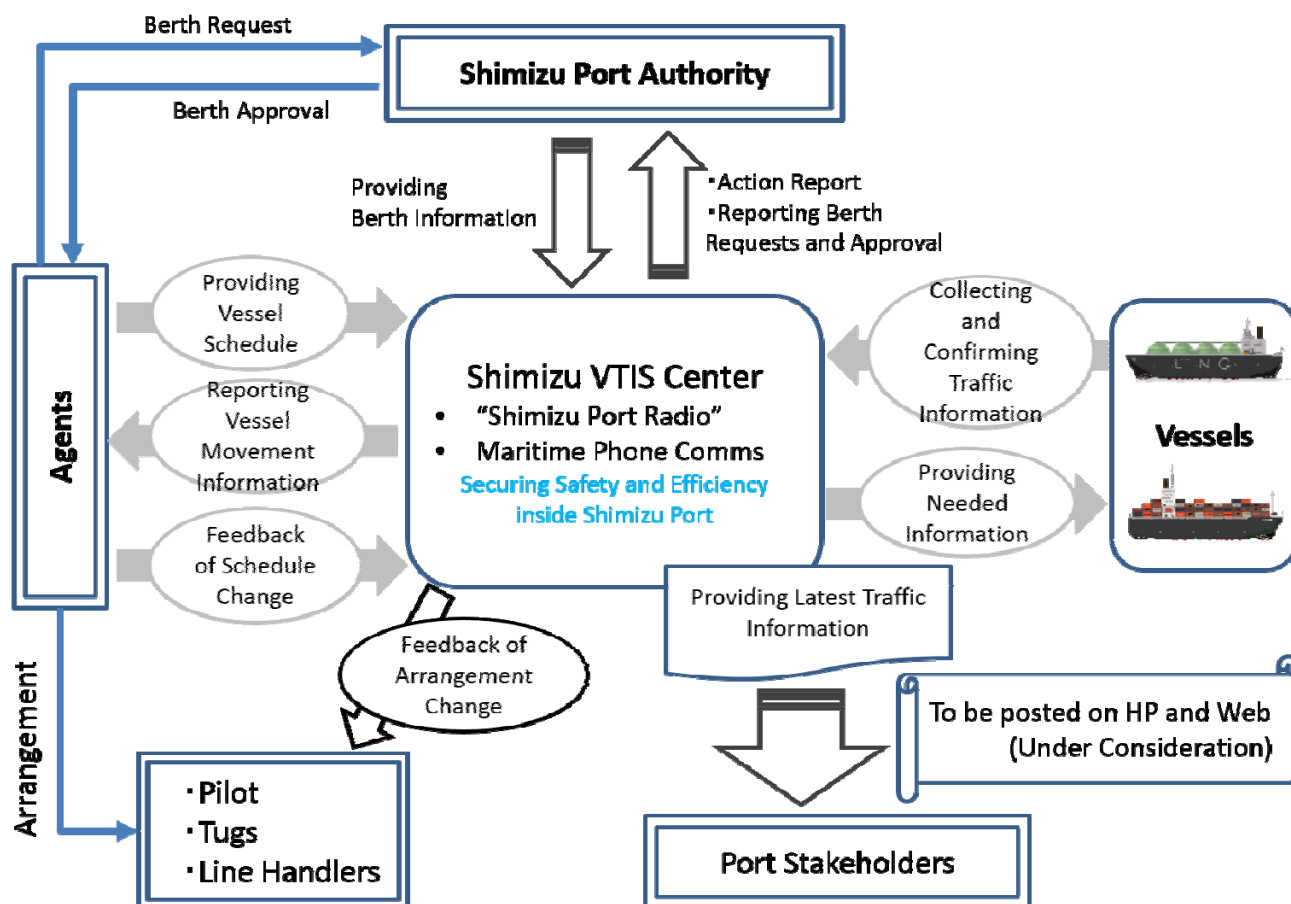 Berth Request
Shimizu Port Authority
Berth Approval
Providing
Berth Information
・Action Report
・Reporting Berth
Requests and Approval
Agents
Providing
Vessel
Schedule
Reporting
Vessel
Movement
Information
Feedback
of Schedule
Change
Shimizu VTIS Center
• “Shimizu Port Radio”
• Maritime Phone Comms
Securing Safety and Efficiency
inside Shimizu Port
Collecting
and
Confirming
Traffic
Information
Providing
Needed
Information
LNG
Vessels
Providing Latest Traffic
Information
Feedback of
Arrangement
Change
To be posted on HP and Web
(Under Consideration)
Arrangement
・Pilot
・Tugs
・Line Handlers
Port Stakeholders